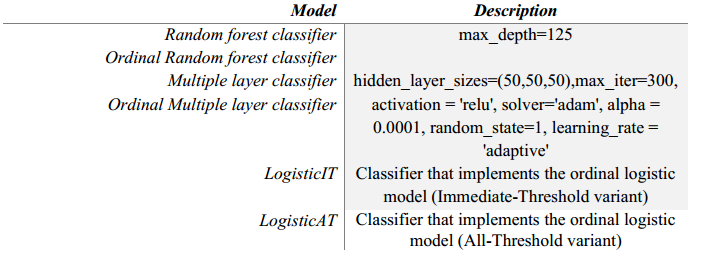 Model Description
Random forest classifier max_depth=125
Ordinal Random forest classifier
Multiple layer classifier hidden_layer_sizes=(50,50,50),max_iter=300,
Ordinal Multiple layer classifier activation = 'relu', solver='adam', alpha =
0.0001, random_state=1, learning_rate =
'adaptive'
LogisticIT Classifier that implements the ordinal logistic
model (Immediate-Threshold variant)
LogisticAT Classifier that implements the ordinal logistic
model (All-Threshold variant)